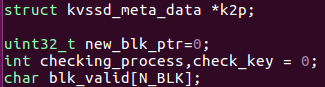 struct kvssd_meta_data *k2p;
uint32_t new_blk_ptr=0;
int checking_process,check_key = 0;
char blk_valid[N_BLK];